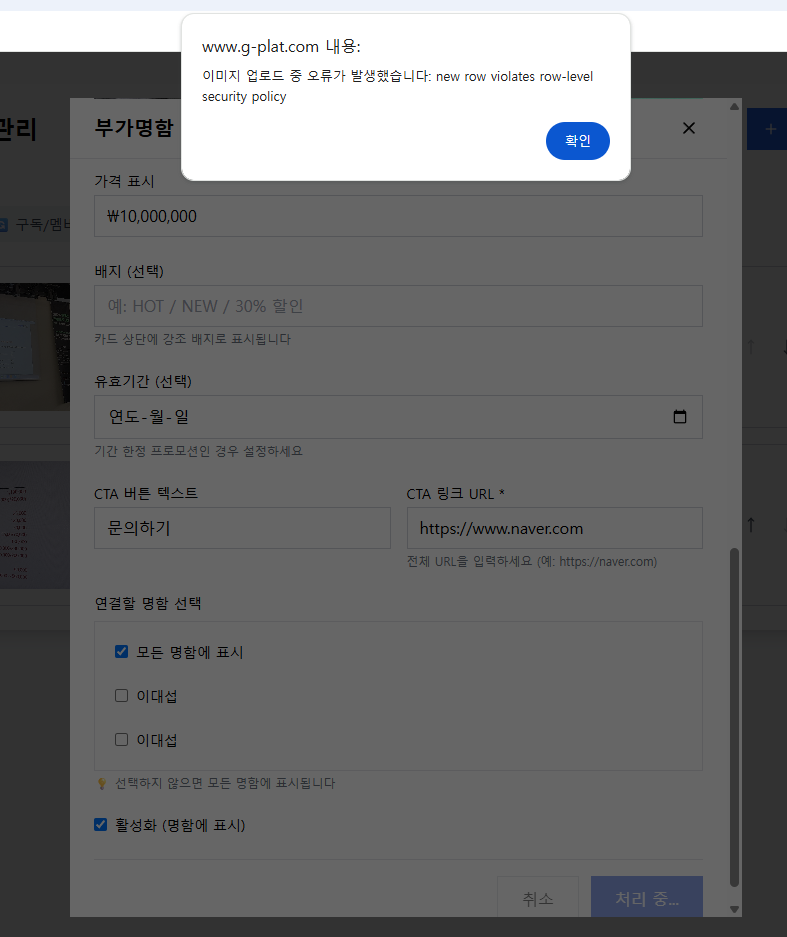 www.g-plat.com 내용:
이미지 업로드 중 오류가 발생했습니다: new row violates row-level
security policy
확인
관리
부가명함
구독/멤버
가격 표시
₩10,000,000
배지 (선택)
예: HOT / NEW / 30% 할인
카드 상단에 강조 배지로 표시됩니다
유효기간 (선택)
연도-월-일
기간 한정 프로모션인 경우 설정하세요
CTA 버튼 텍스트
CTA 링크 URL *
문의하기
https://www.naver.com
전체 URL을 입력하세요 (예: https://naver.com)
연결할 명함 선택
모든 명함에 표시
이대섭
이대섭
선택하지 않으면 모든 명함에 표시됩니다
활성화 (명함에 표시)
취소
처리 중...